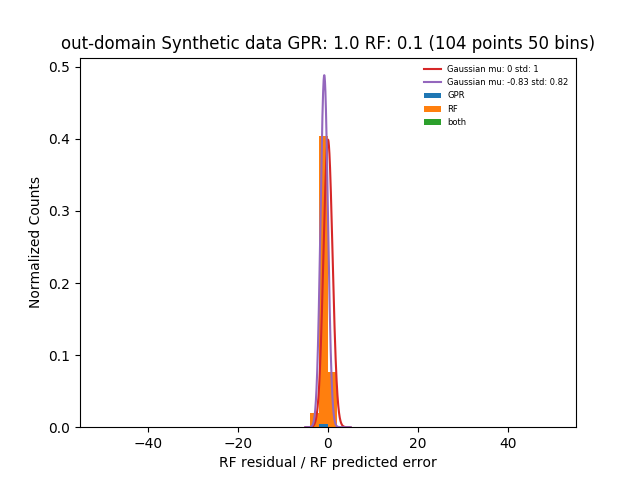 out-domain Synthetic data GPR: 1.0 RF: 0.1 (104 points 50 bins)
Gaussian mu: 0 std: 1
Gaussian mu: -0.83 std: 0.82
GPR
RF
both
Normalized Counts
0.5
0.4
0.3
0.2
0.1
0.0
−40 −20 0 20 40
RF residual / RF predicted error